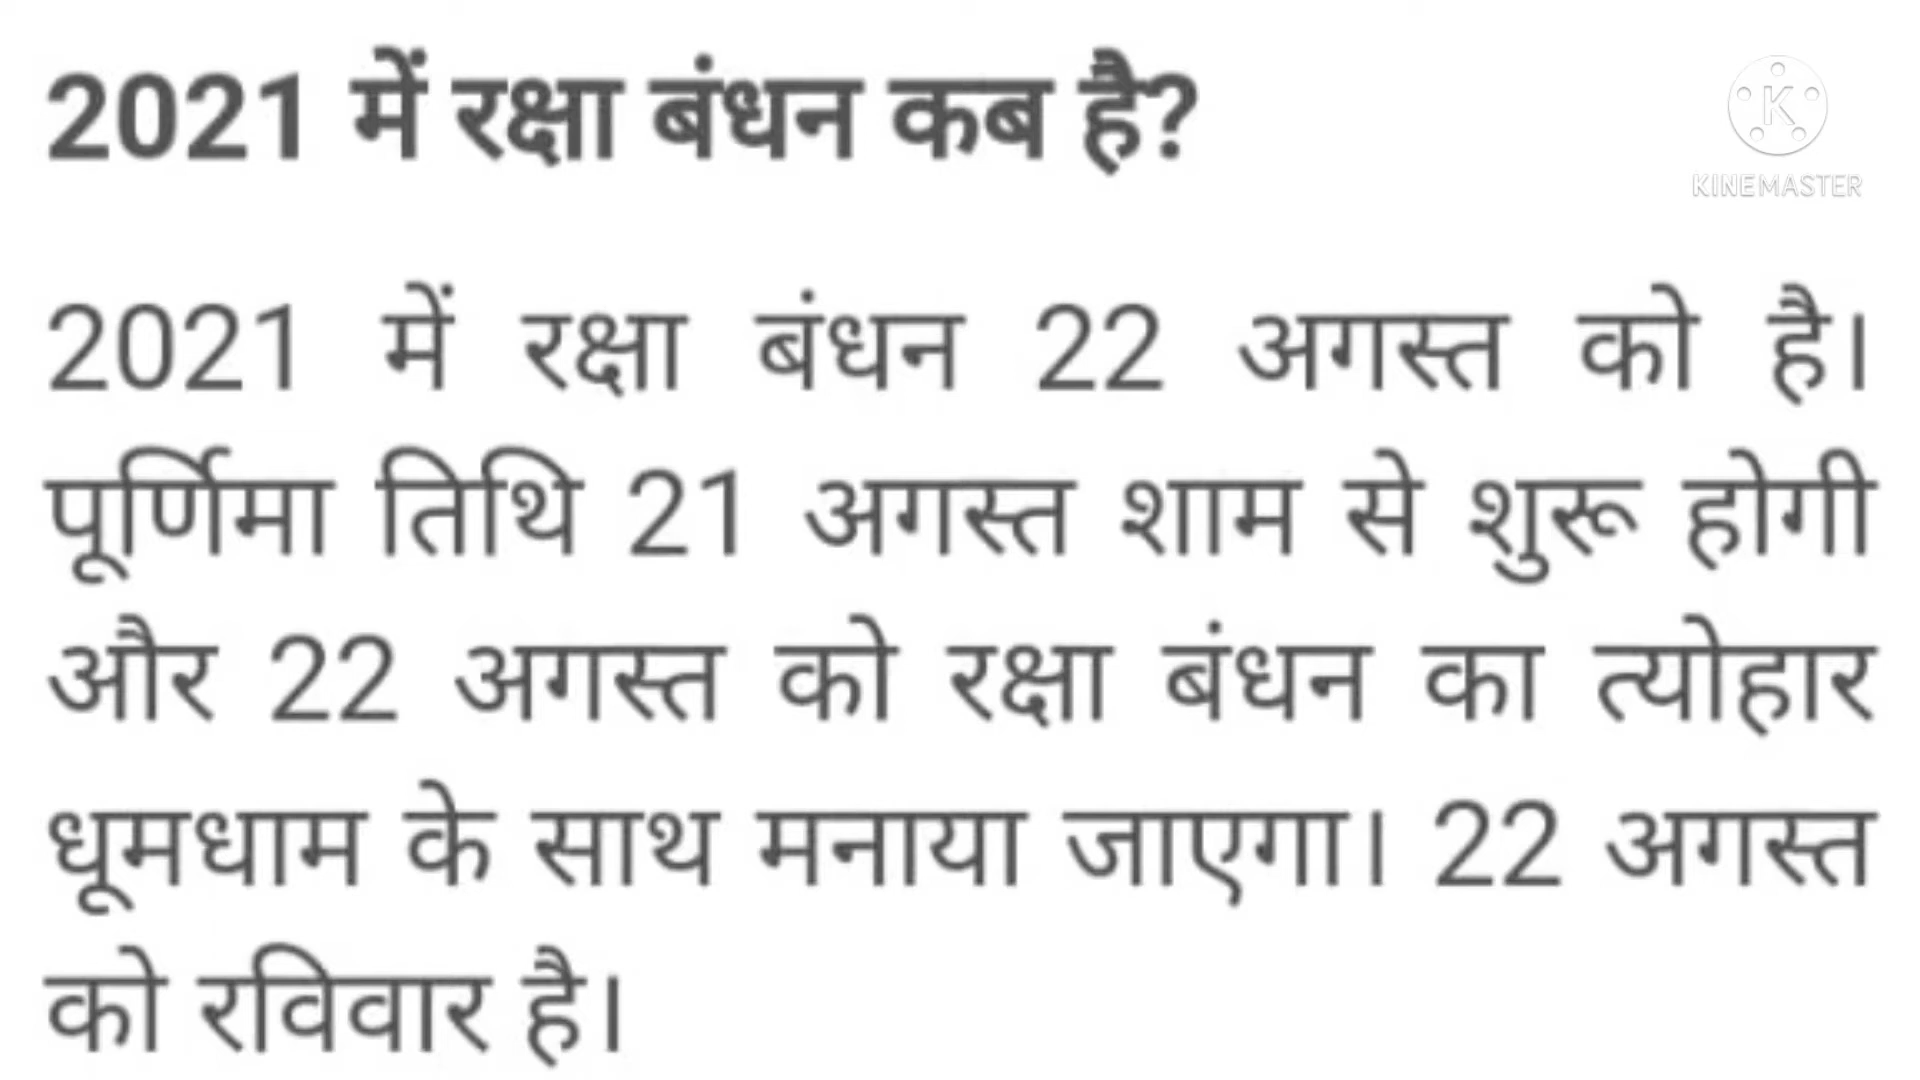 2021 में रक्षा बंधन कब है?
KINEMASTER
2021 में रक्षा बंधन 22 अगस्त को है।
पूर्णिमा तिथि 21 अगस्त शाम से शुरू होगी
और 22 अगस्त को रक्षा बंधन का त्योहार
धूमधाम के साथ मनाया जाएगा। 22 अगस्त
को रविवार है।